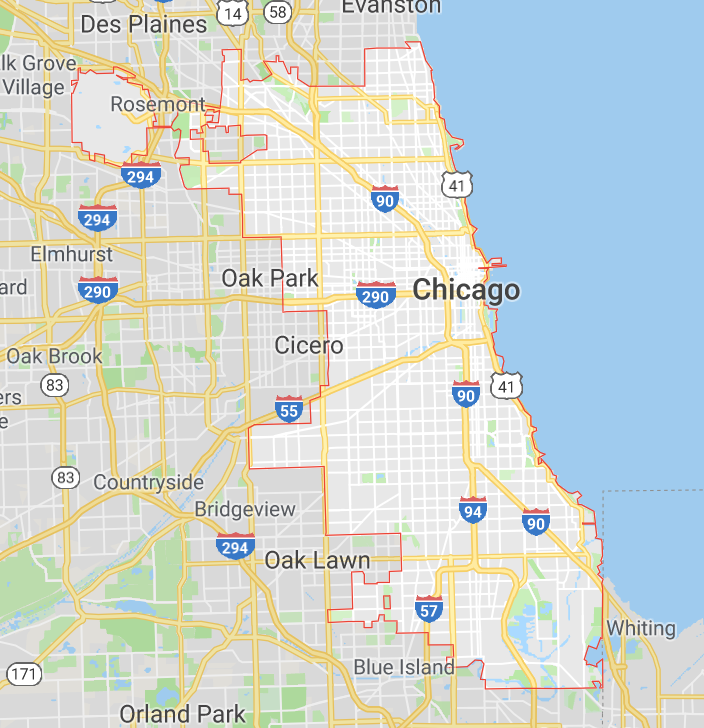 Evanston
14
58
Des Plaines
lk Grove
Village
Rosemont
294
41
90
294
Elmhurst
Oak Park
ard
290
290
Chicago
Cicero
Oak Brook
83
41
90
ers
e
55
83
Countryside
Bridgeview
94
90
294
Oak Lawn
57
Whiting
Blue Island
171
Orland Park